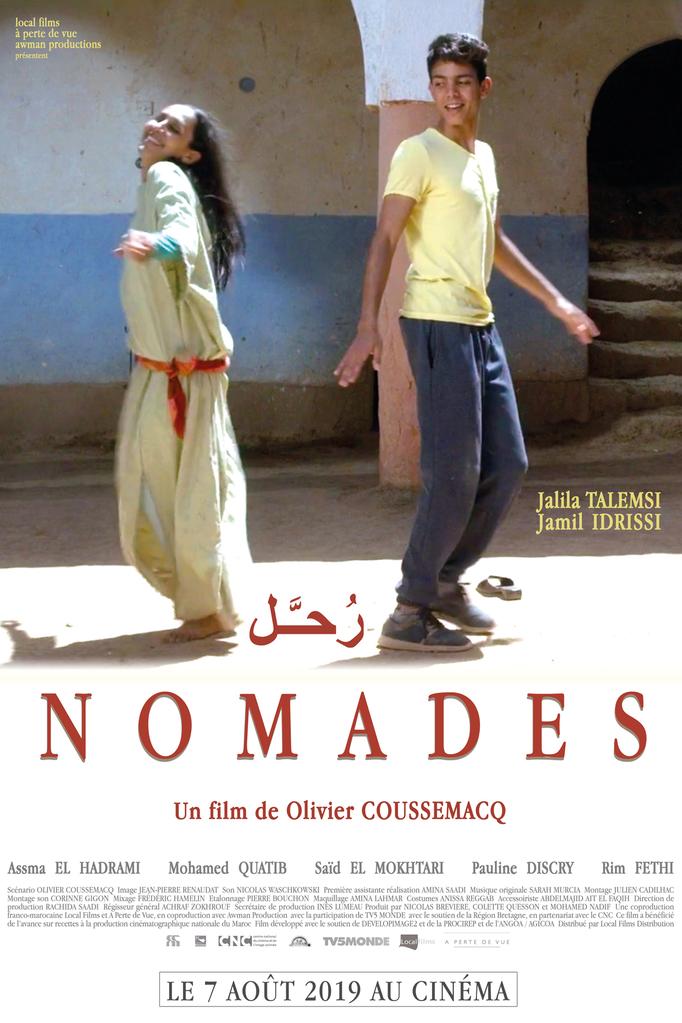 local films
à perte de vue
awman productions
présentent
Jalila TALEMSI
Jamil IDRISSI
رُحَّل
NOMADES
Un film de Olivier COUSSEMACQ
Assma EL HADRAMI Mohamed QUATIB Saïd EL MOKHTARI Pauline DISCRY Rim FETHI
Scénario OLIVIER COUSSEMACQ Image JEAN-PIERRE RENAUDAT Son NICOLAS WASCHKOWSKI Première assistante réalisation AMINA SAADI Musique originale SARAH MURCIA Montage JULIEN CADILHAC
Montage son CORINNE GIGON Mixage FRÉDÉRIC HAMELIN Etalonnage PIERRE BOUCHON Maquillage AMINA LAHMAR Costumes ANISSA REGGAB Accessoiriste ABDELMAJID AIT EL FAQIH Direction de
production RACHIDA SAADI Régisseur général AFRAZ ZOKHROUF Secrétaire de production INÈS LUMEAU Produit par NICOLAS BREVIÈRE, COLETTE QUESSON et MOHAMED NADIF Une coproduction
franco-marocaine Local Films et A Perte de Vue, en coproduction avec Awman Production avec la participation de TV5 MONDE avec le soutien de la Région Bretagne, en partenariat avec le CNC Ce film a bénéficié
de l'avance sur recettes à la production cinématographique nationale du Maroc Film développé avec le soutien de DEVELOPIMAGE2 et de la PROCIREP et de l'ANGOA / AGICOA Distribué par Local Films Distribution
CNC TV5MONDE Local films A PERTE DE VUE
LE 7 AOÛT 2019 AU CINÉMA